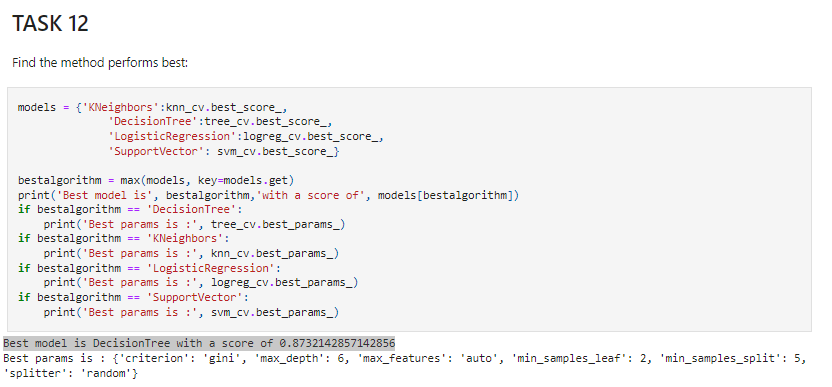 TASK 12
Find the method performs best:
models = {'KNeighbors':knn_cv.best_score_,
'DecisionTree':tree_cv.best_score_,
'LogisticRegression':logreg_cv.best_score_,
'SupportVector': svm_cv.best_score_}
bestalgorithm = max(models, key=models.get)
print('Best model is', bestalgorithm,'with a score of', models[bestalgorithm])
if bestalgorithm == 'DecisionTree':
print('Best params is :', tree_cv.best_params_)
if bestalgorithm == 'KNeighbors':
print('Best params is :', knn_cv.best_params_)
if bestalgorithm == 'LogisticRegression':
print('Best params is :', logreg_cv.best_params_)
if bestalgorithm == 'SupportVector':
print('Best params is :', svm_cv.best_params_)
Best model is DecisionTree with a score of 0.8732142857142856
Best params is : {'criterion': 'gini', 'max_depth': 6, 'max_features': 'auto', 'min_samples_leaf': 2, 'min_samples_split': 5,
'splitter': 'random'}